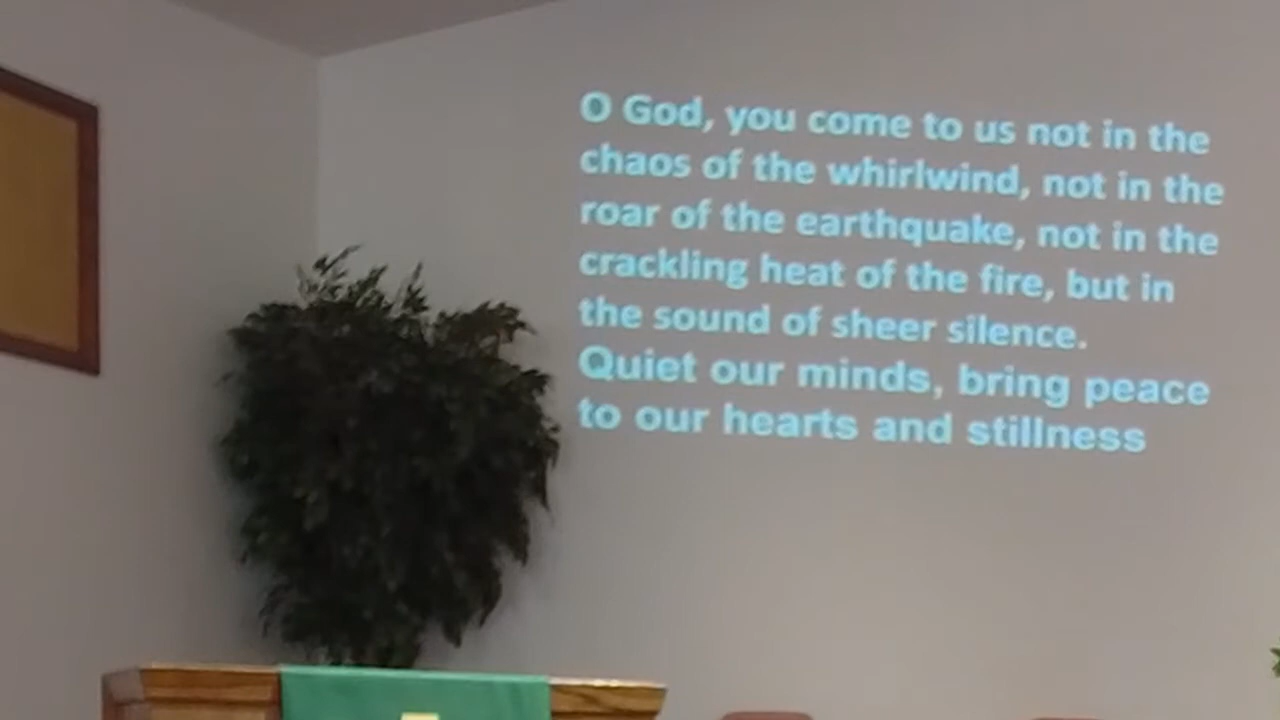 O God, you come to us not in the
chaos of the whirlwind, not in the
roar of the earthquake, not in the
crackling heat of the fire, but in
the sound of sheer silence.
Quiet our minds, bring peace
to our hearts and stillness